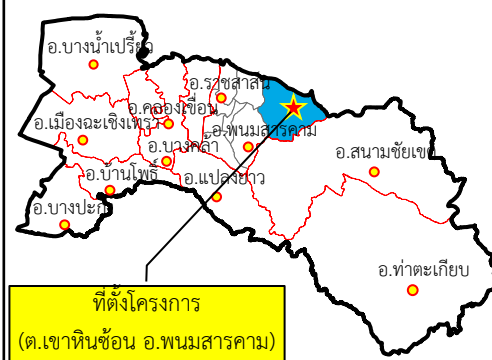 อ.บางน้ำเปรี้ยว
อ.ราชสาส์น
อ.คลองเขื่อน
อ.เมืองฉะเชิงเทรา
อ.พนมสารคาม
อ.บางคล้า
อ.สนามชัยเขต
อ.บ้านโพธิ์
อ.แปลงยาว
อ.บางปะกง
อ.ท่าตะเกียบ
ที่ตั้งโครงการ
(ต.เขาหินซ้อน อ.พนมสารคาม)